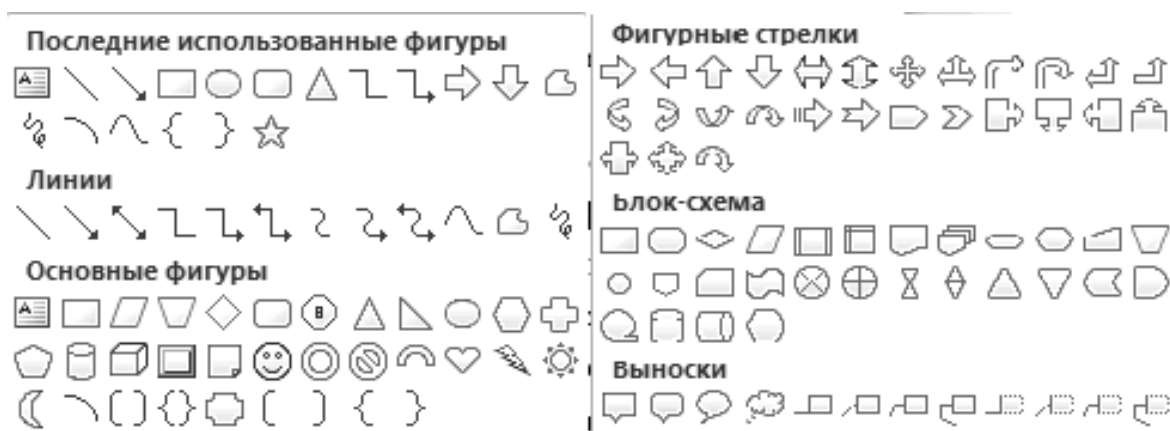 Последние использованные фигуры
Линии
Основные фигуры
Фигурные стрелки
Блок-схема
Выноски